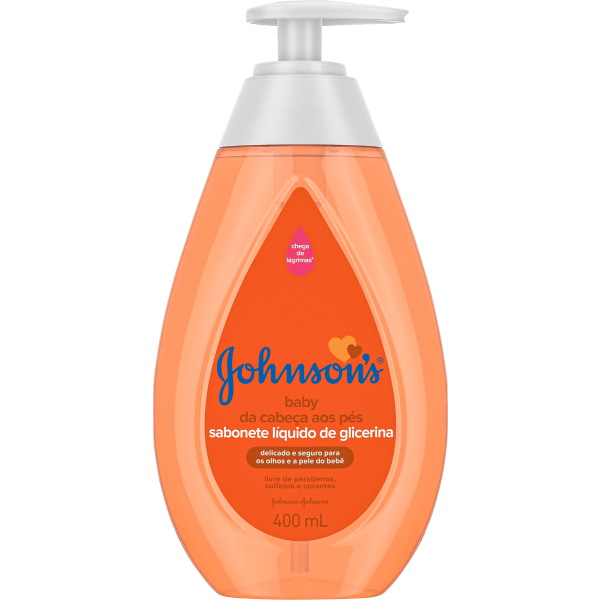 chega
de
lágrimas*
Johnson's®
baby
da cabeça aos pés
sabonete líquido de glicerina
delicado e seguro para
os olhos e a pele do bebê
livre de parabenos,
sulfatos e corantes
Johnson & Johnson
400 mL